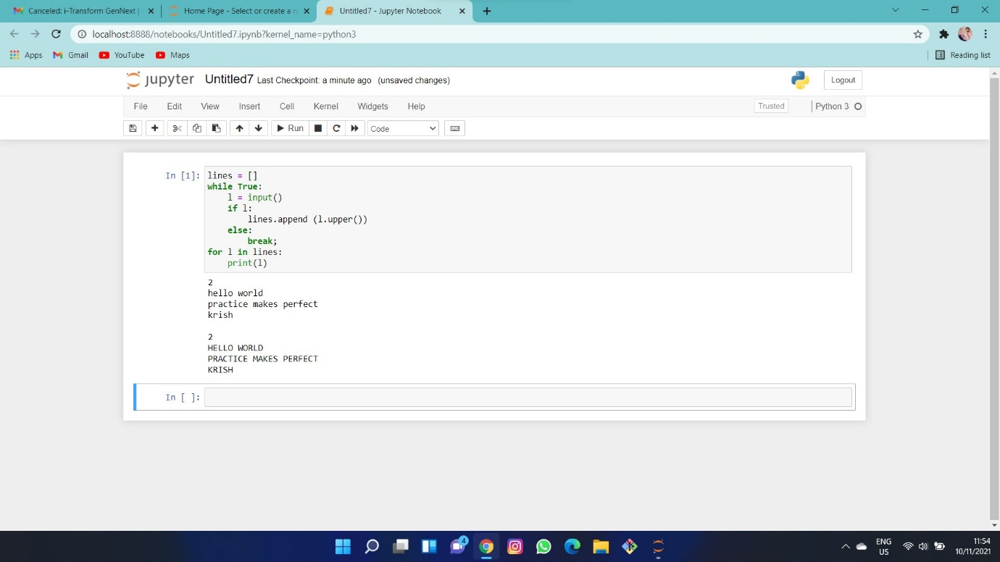 Canceled: i-Transform GenNext |
Home Page - Select or create a n
Untitled7 - Jupyter Notebook
localhost:8888/notebooks/Untitled7.ipynb?kernel_name=python3
Apps Gmail YouTube Maps Reading list
jupyter Untitled7 Last Checkpoint: a minute ago (unsaved changes) Logout
File Edit View Insert Cell Kernel Widgets Help Trusted Python 3
Run Code
In [1]: lines = []
while True:
    l = input()
    if l:
        lines.append (l.upper())
    else:
        break;
for l in lines:
    print(l)
2
hello world
practice makes perfect
krish
2
HELLO WORLD
PRACTICE MAKES PERFECT
KRISH
In [ ]:
4
ENG
US
11:54
10/11/2021